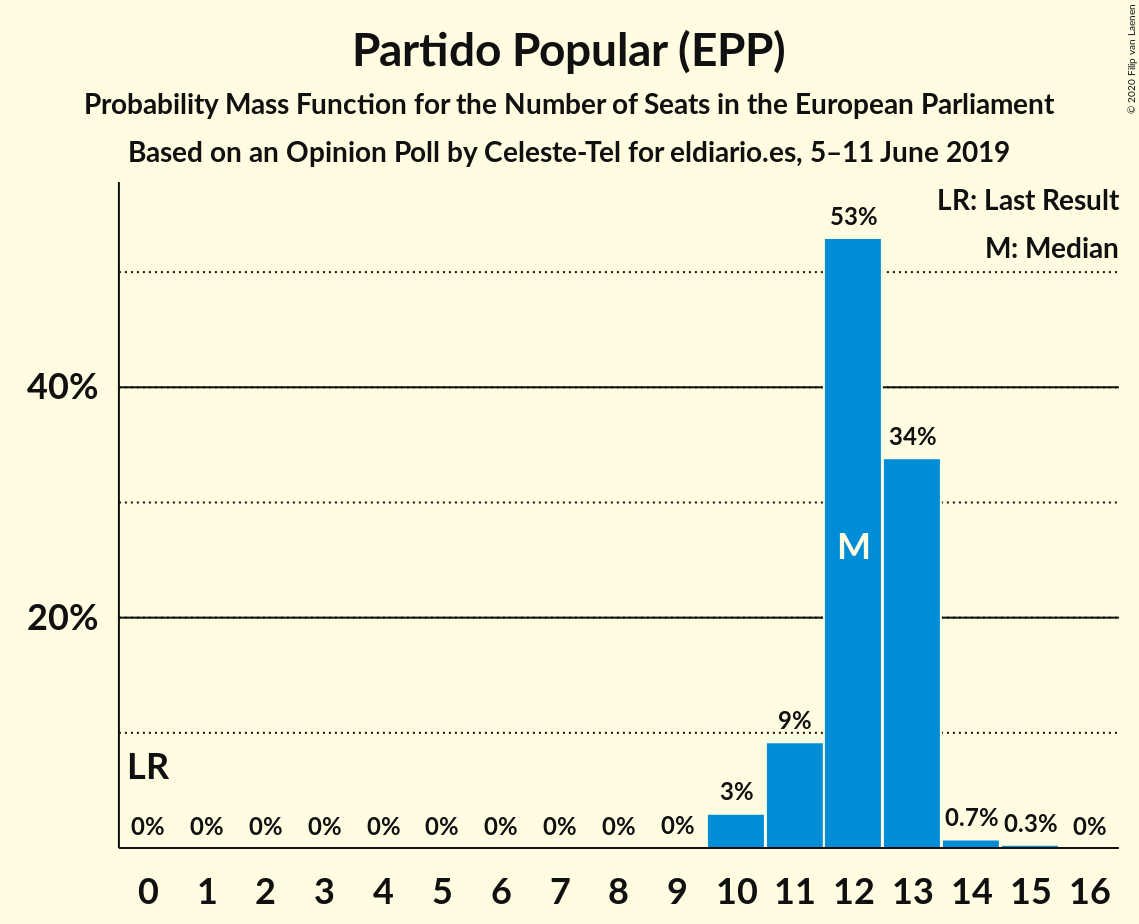 Partido Popular (EPP)
Probability Mass Function for the Number of Seats in the European Parliament
Based on an Opinion Poll by Celeste-Tel for eldiario.es, 5–11 June 2019
© 2020 Filip van Laenen
LR: Last Result
M: Median
53%
40%
34%
M
20%
9%
LR
3%
0% 0% 0% 0% 0% 0% 0% 0% 0% 0% 0.7% 0.3% 0%
0 1 2 3 4 5 6 7 8 9 10 11 12 13 14 15 16